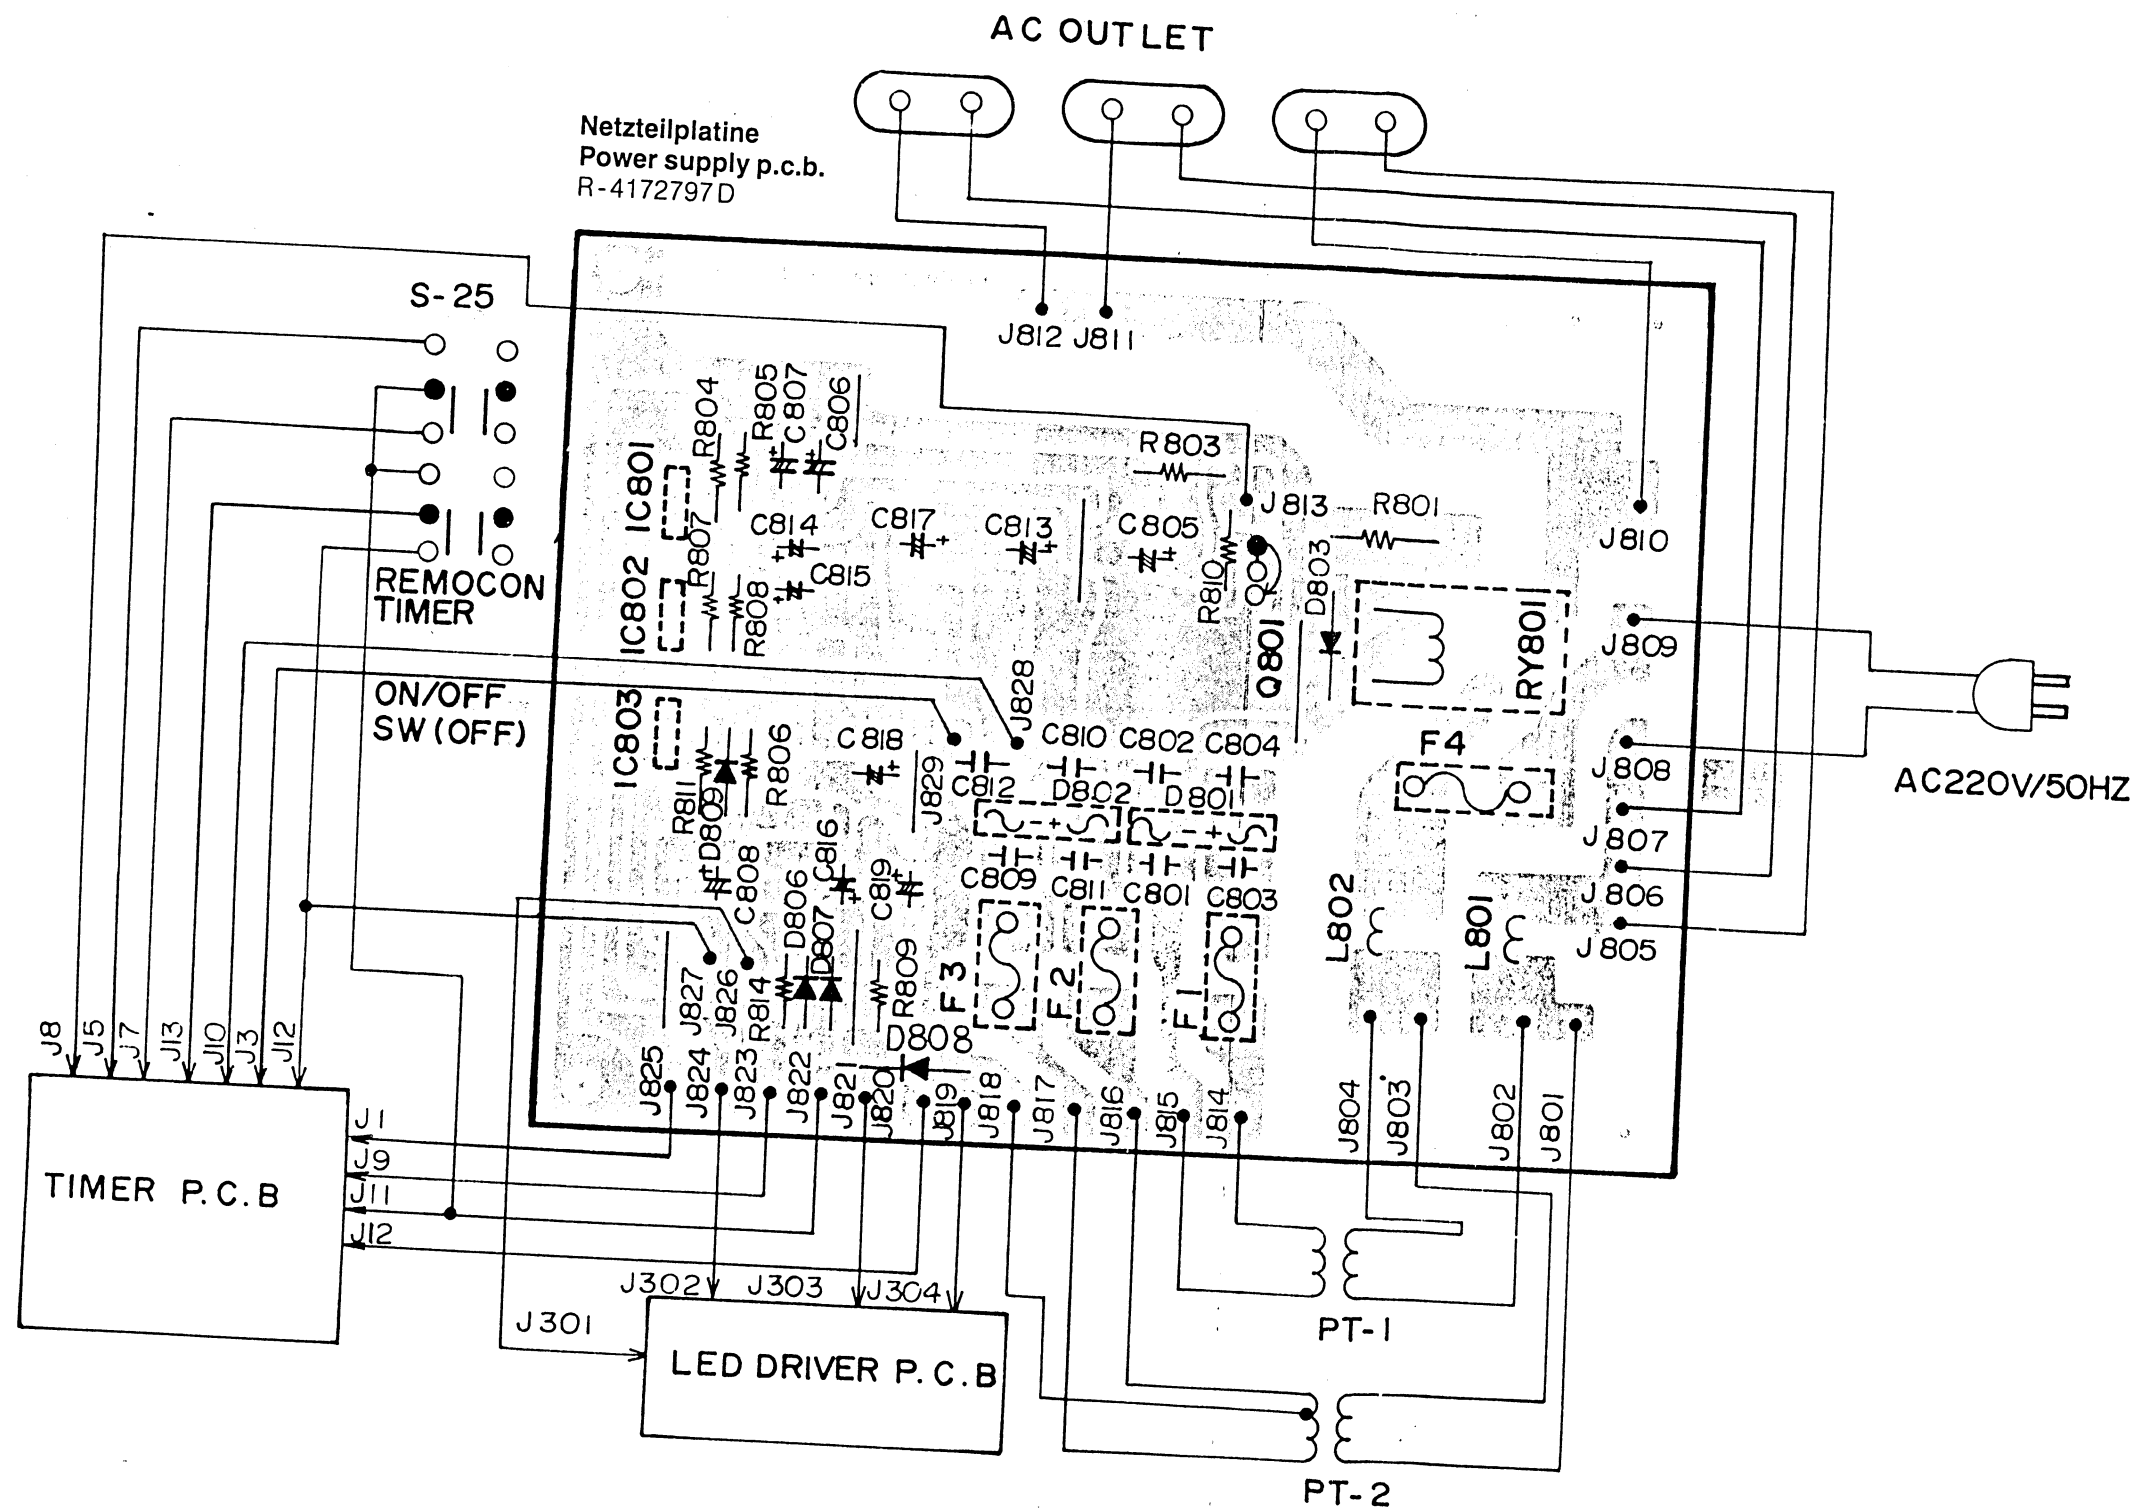 AC OUTLET
Netzteilplatine
Power supply p.c.b.
R-4172797D
S-25
J812 J811
R804
R805
C807
C806
R803
IC801
J813
R801
C814
C817
C813
C805
R807
J810
D803
C815
R810
IC802
R808
REMOCON
TIMER
RY801
J809
Q801
J828
ON/OFF
SW (OFF)
IC803
R806
C818
C810
C802
C804
F4
J808
J829
C812
D802
D801
AC220V/50HZ
R811
D809
- +
- +
J807
C816
C808
C819
C809
C811
C801
C803
J806
D806
D807
L802
L801
J805
J827
J826
R814
R809
F3
F2
F1
D808
J8
J5
J7
J13
J10
J3
J12
J825
J824
J823
J822
J821
J820
J819
J818
J817
J816
J815
J814
J804
J803
J802
J801
J1
J9
J11
J12
TIMER P.C.B
J302
J303
J304
J301
PT-1
LED DRIVER P.C.B
PT-2